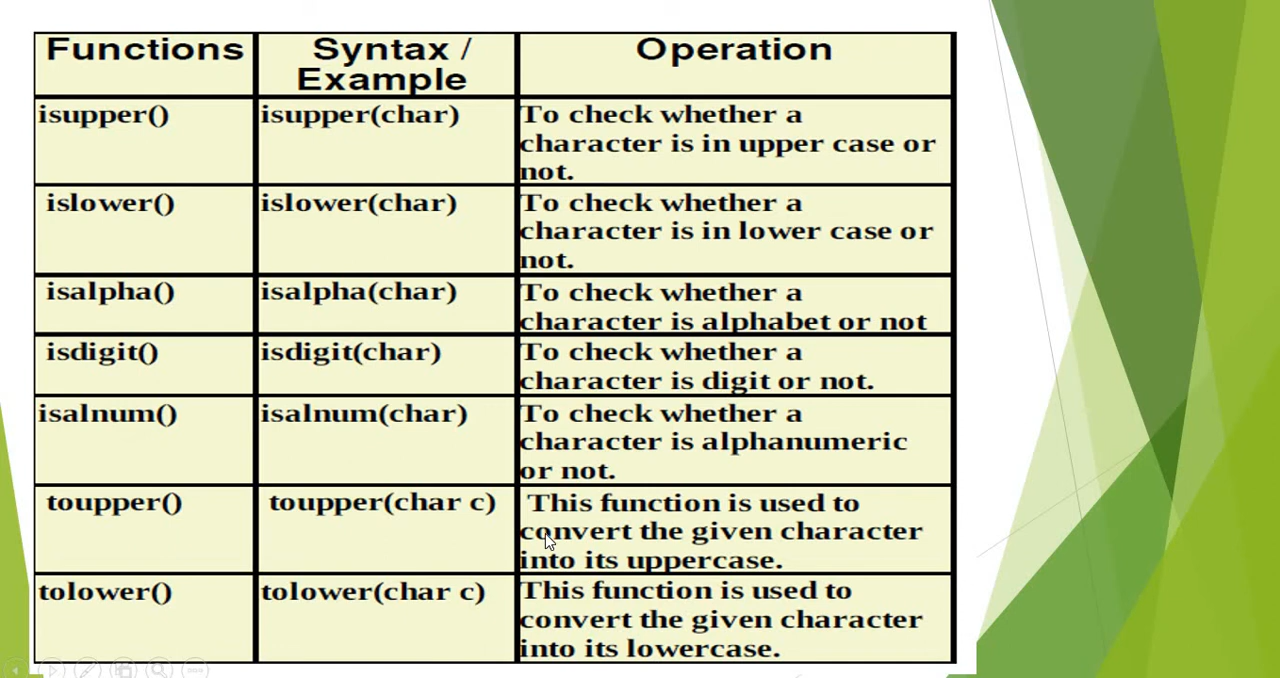 Functions
Syntax /
Example
Operation
isupper()
isupper(char)
To check whether a
character is in upper case or
not.
islower()
islower(char)
To check whether a
character is in lower case or
not.
isalpha()
isalpha(char)
To check whether a
character is alphabet or not
isdigit()
isdigit(char)
To check whether a
character is digit or not.
isalnum()
isalnum(char)
To check whether a
character is alphanumeric
or not.
toupper()
toupper(char c)
This function is used to
convert the given character
into its uppercase.
tolower()
tolower(char c)
This function is used to
convert the given character
into its lowercase.